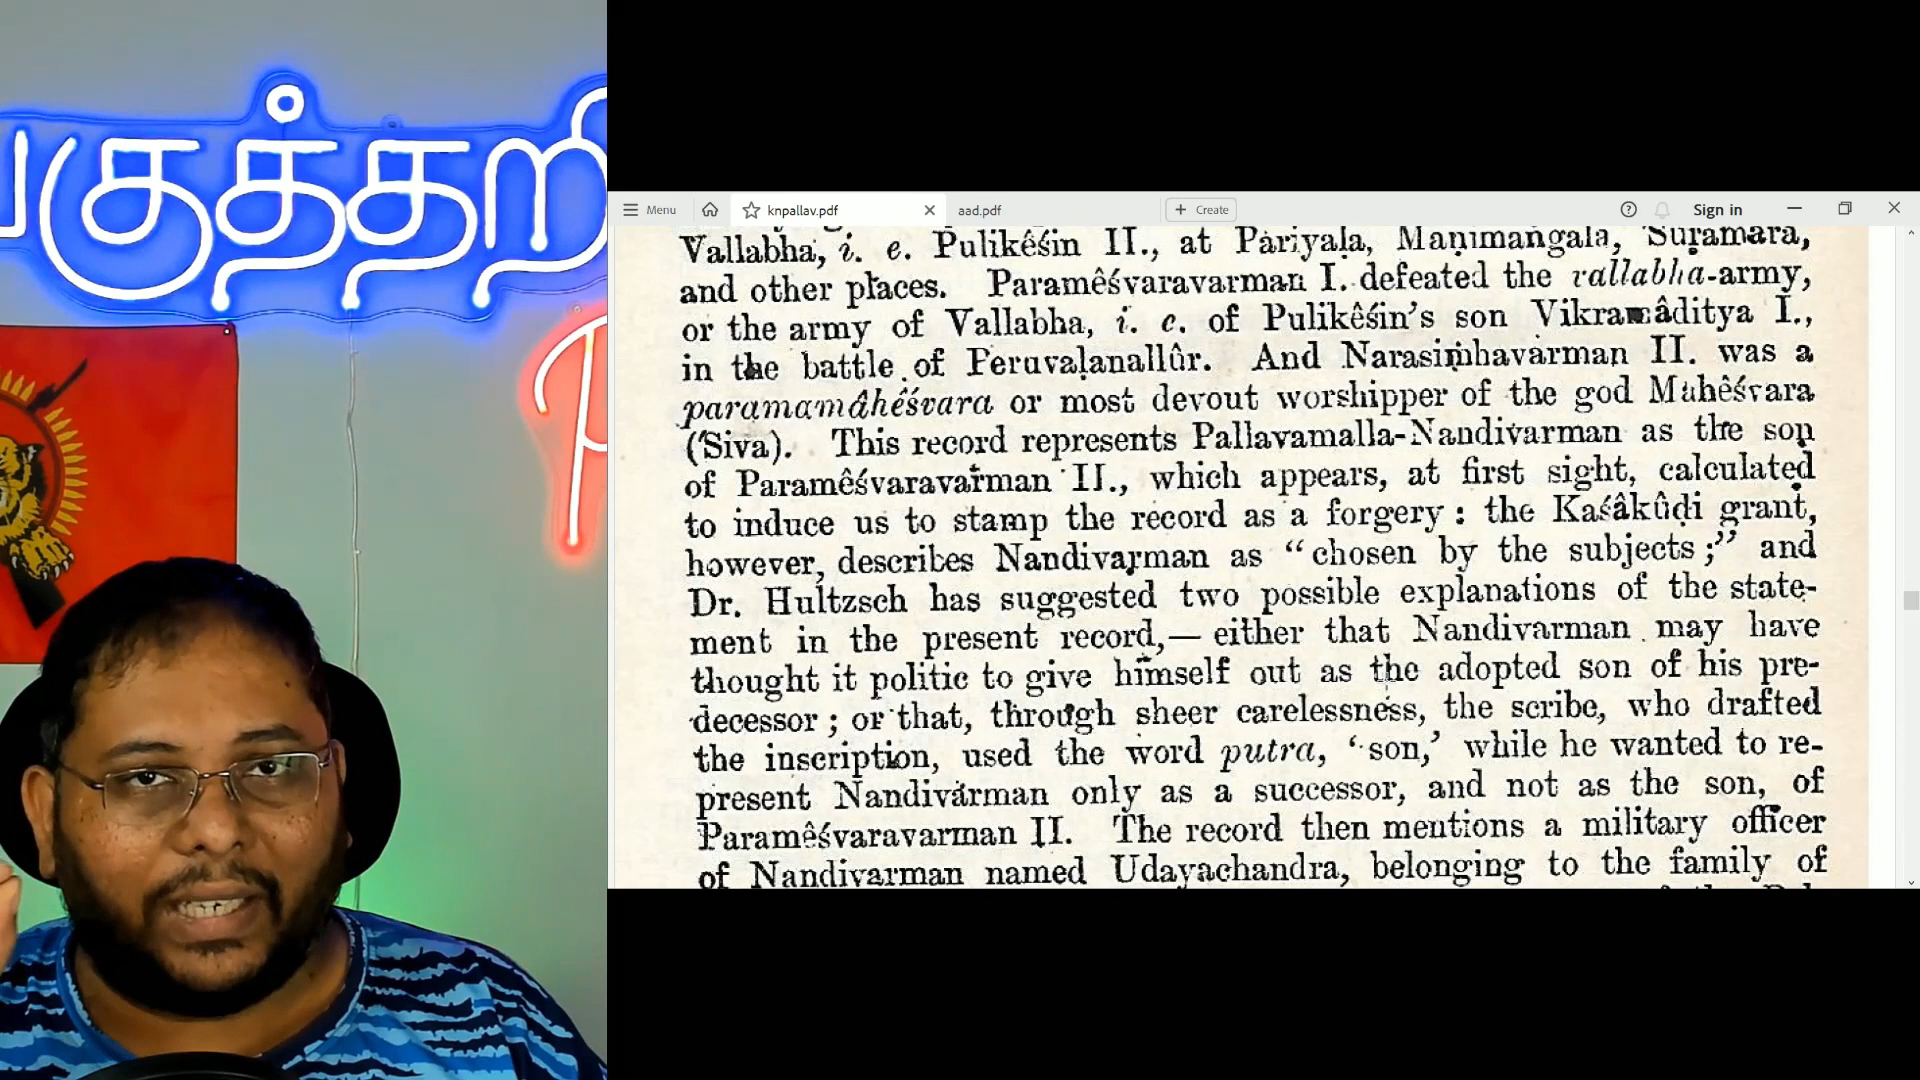 குத்தறி
Menu
knpallav.pdf
aad.pdf
Create
Sign in
Vallabha, i. e. Pulikêśin II., at Pariyaḷa, Maṇimaṅgala, Śuṛamara,
and other places. Paramêśvaravarman I. defeated the vallabha-army,
or the army of Vallabha, i. e. of Pulikêśin's son Vikramâditya I.,
in the battle of Peruvaḷanallûr. And Narasiṁhavarman II. was a
paramamâhêśvara or most devout worshipper of the god Mahêśvara
(Śiva). This record represents Pallavamalla-Nandivarman as the son
of Paramêśvaravarman II., which appears, at first sight, calculated
to induce us to stamp the record as a forgery : the Kaśâkûḍi grant,
however, describes Nandivarman as “chosen by the subjects ;” and
Dr. Hultzsch has suggested two possible explanations of the state-
ment in the present record,— either that Nandivarman may have
thought it politic to give himself out as the adopted son of his pre-
decessor ; or that, through sheer carelessness, the scribe, who drafted
the inscription, used the word putra, ‘son,’ while he wanted to re-
present Nandivarman only as a successor, and not as the son, of
Paramêśvaravarman II. The record then mentions a military officer
of Nandivarman named Udayachandra, belonging to the family of